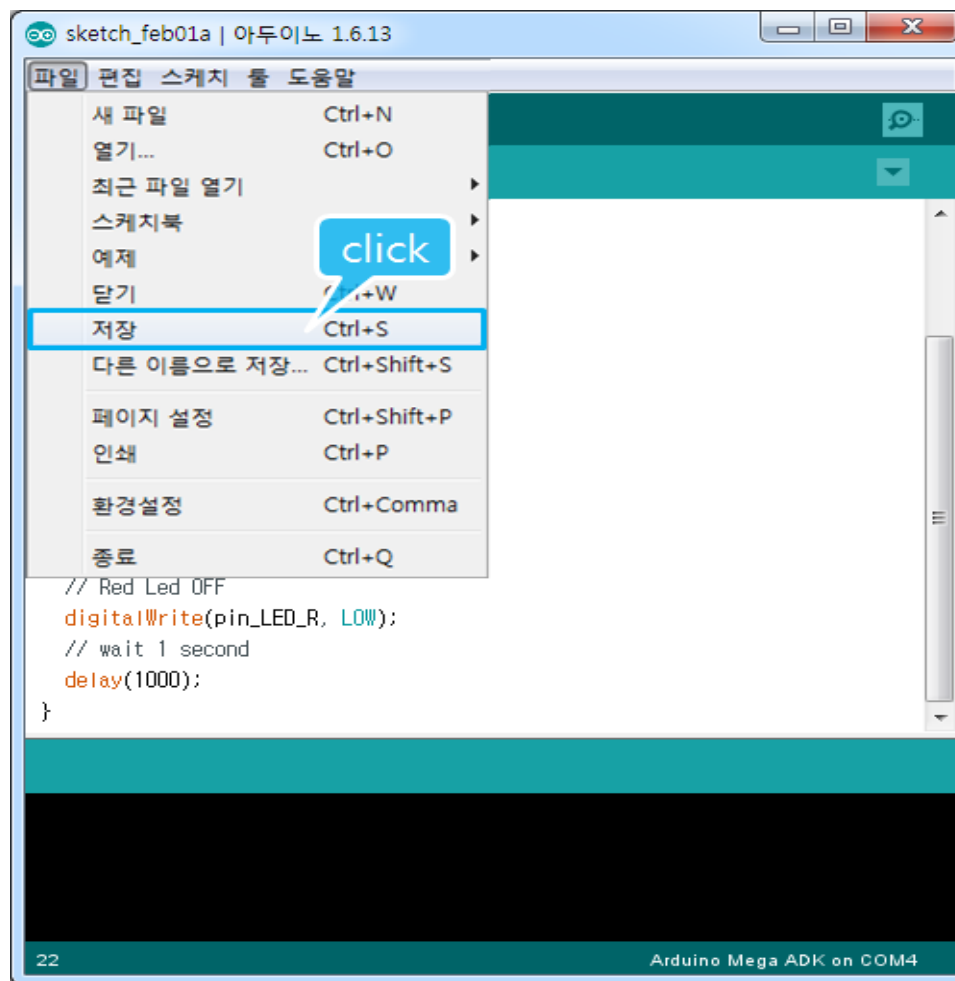 sketch_feb01a | 아두이노 1.6.13
파일 편집 스케치 툴 도움말
새 파일 Ctrl+N
열기... Ctrl+O
최근 파일 열기
스케치북
예제
click
닫기 Ctrl+W
저장 Ctrl+S
다른 이름으로 저장... Ctrl+Shift+S
페이지 설정 Ctrl+Shift+P
인쇄 Ctrl+P
환경설정 Ctrl+Comma
종료 Ctrl+Q
// Red Led OFF
digitalWrite(pin_LED_R, LOW);
// wait 1 second
delay(1000);
}
22 Arduino Mega ADK on COM4